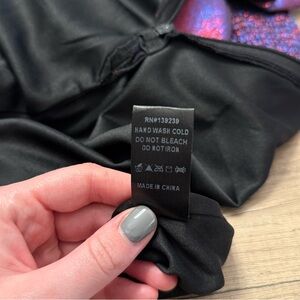 RN#139239
HAND WASH COLD
DO NOT BLEACH
DO NOT IRON
MADE IN CHINA